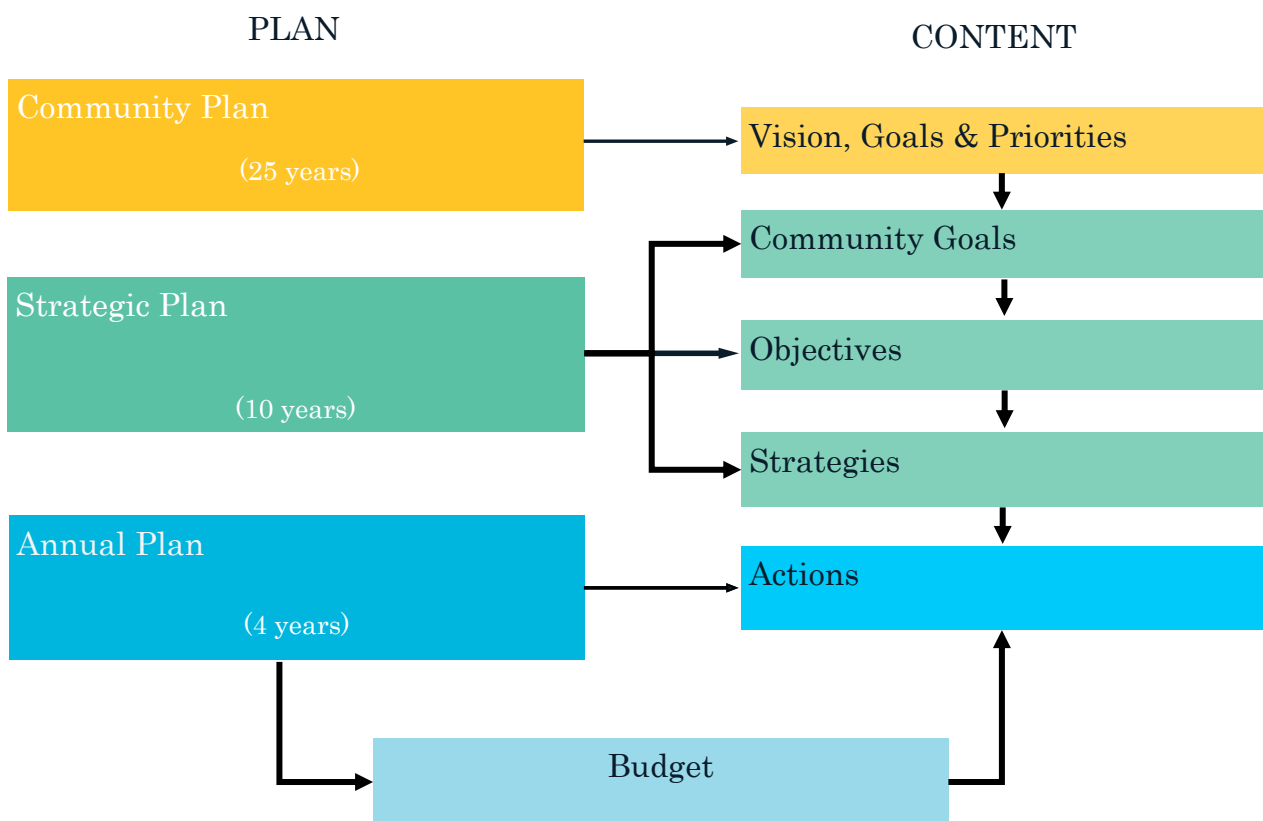 PLAN
CONTENT
Community Plan
(25 years)
Vision, Goals & Priorities
Community Goals
Strategic Plan
(10 years)
Objectives
Strategies
Annual Plan
(4 years)
Actions
Budget